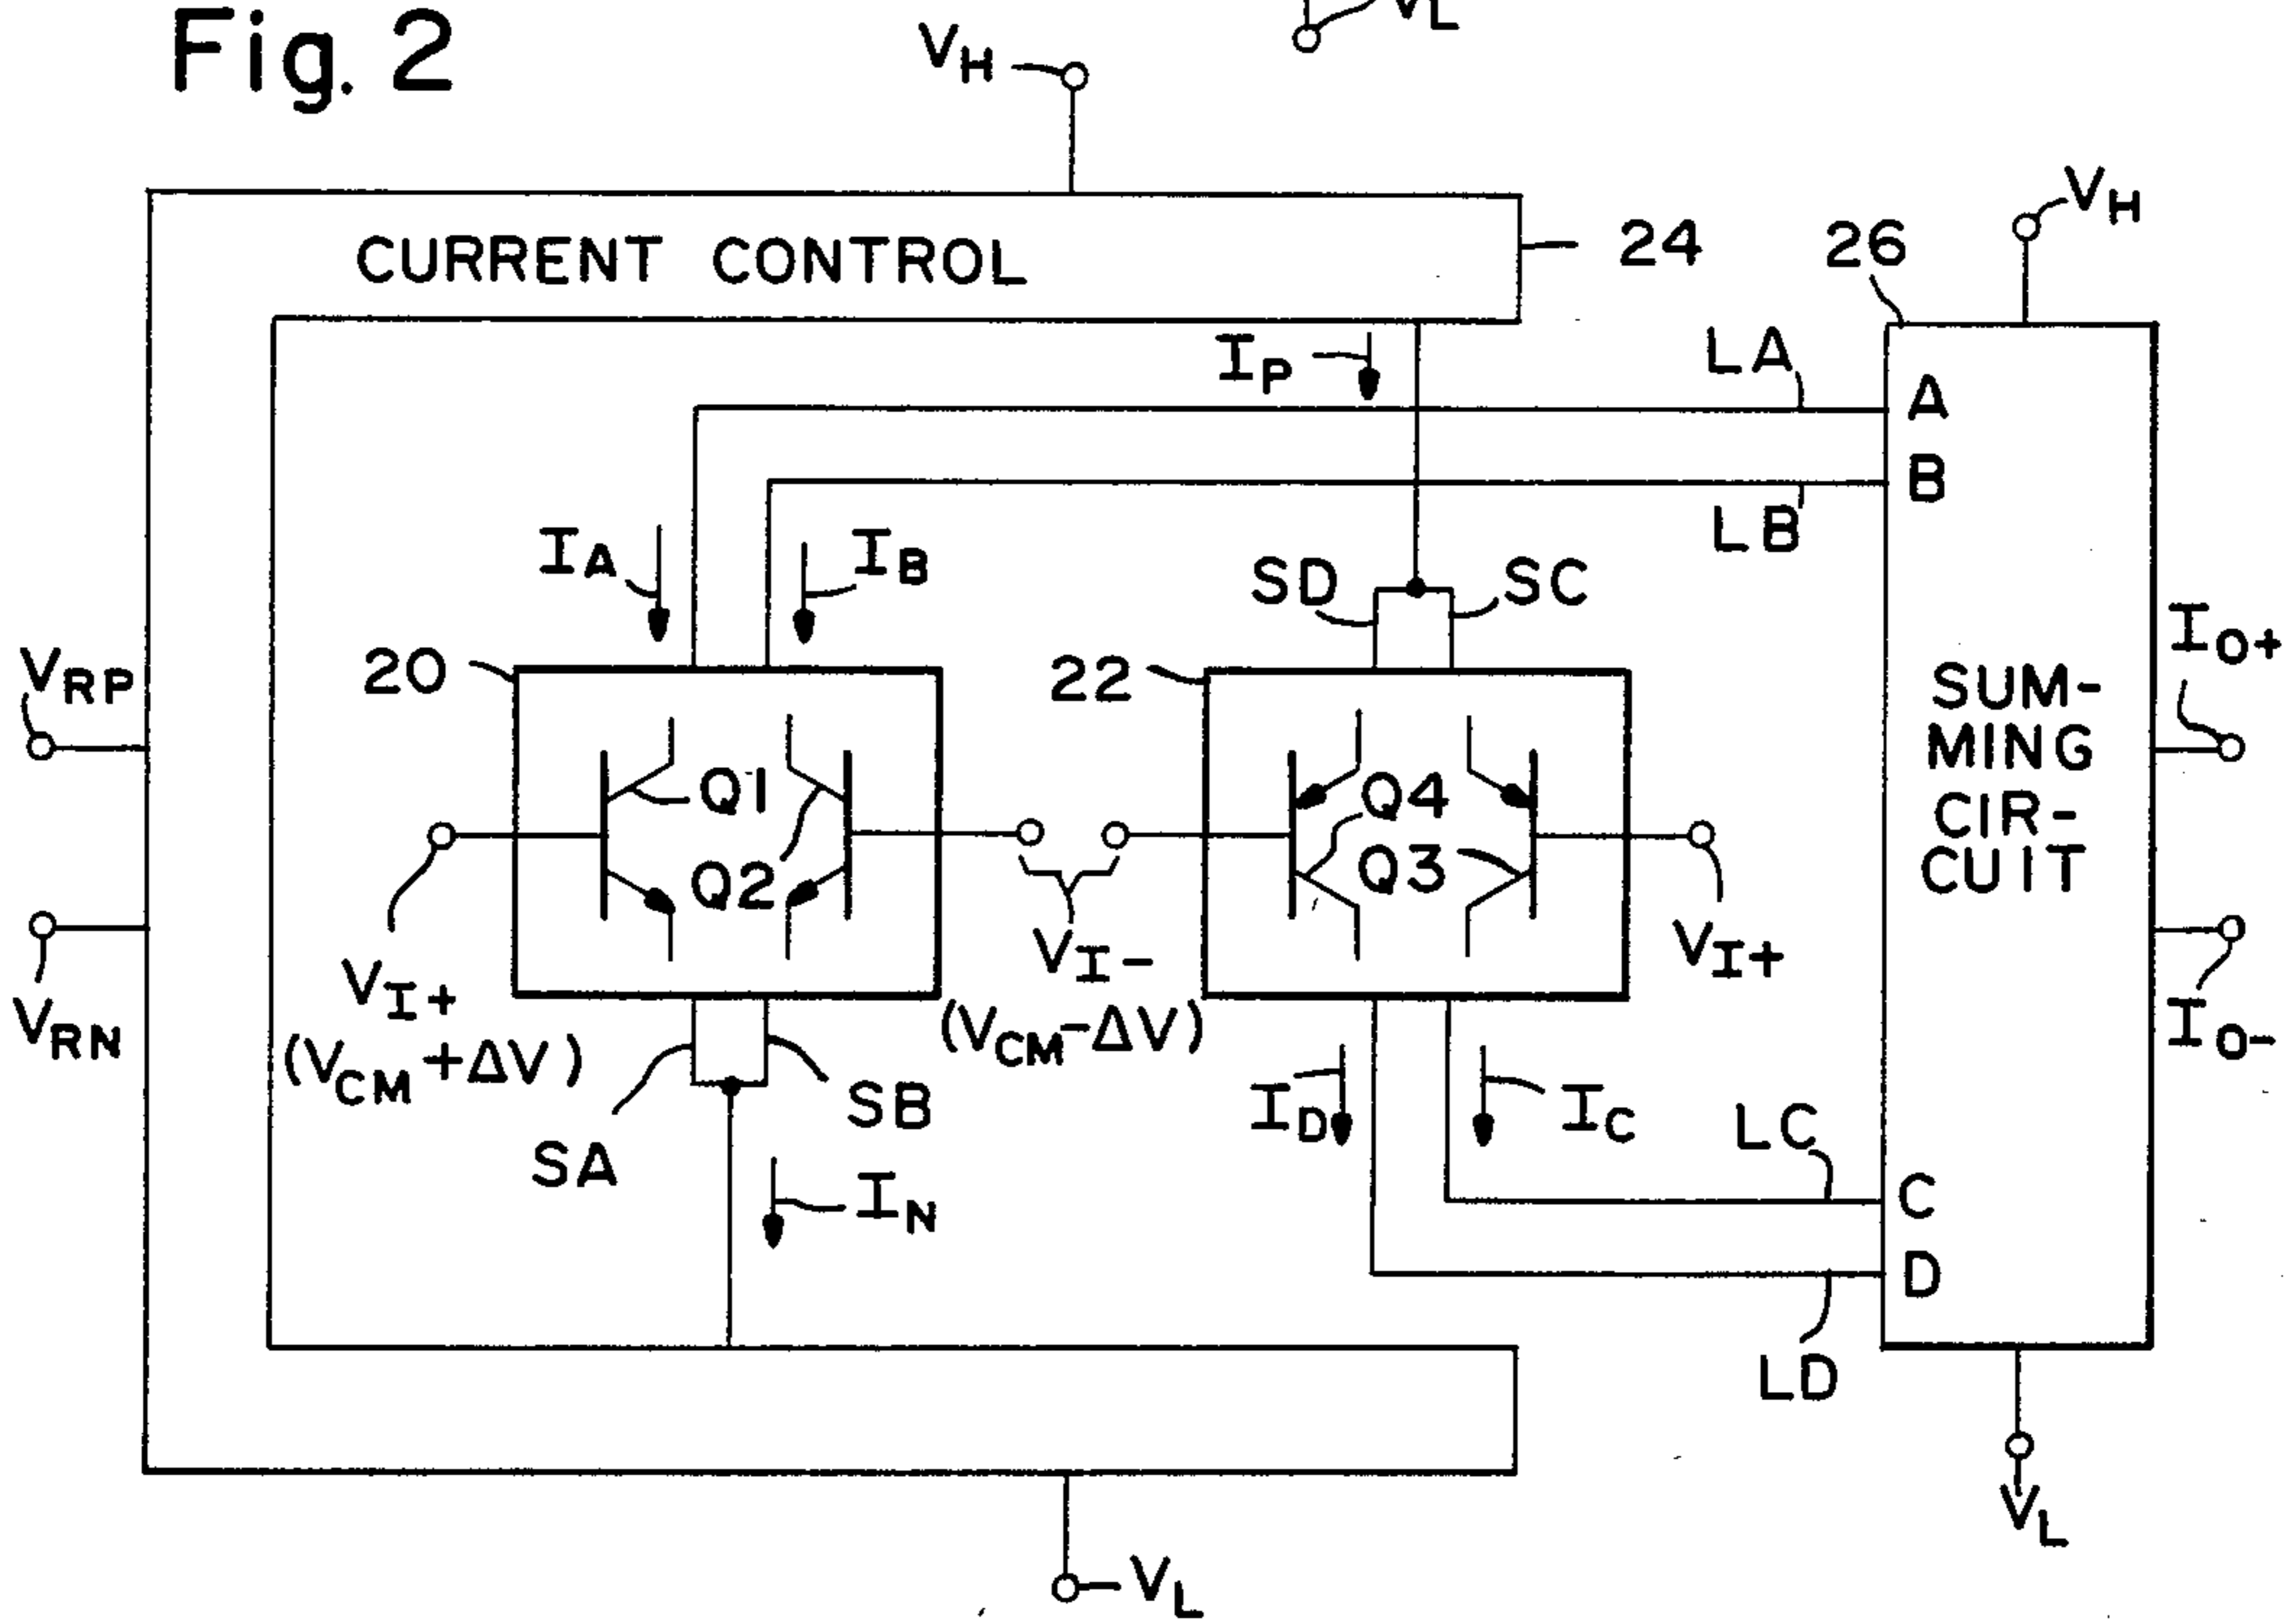 Fig. 2
VL
VH
CURRENT CONTROL
24
26
VH
IP
LA
A
B
LB
IA
IB
SD
SC
VRP
20
22
IO+
SUM-
MING
CIR-
CUIT
Q1
Q2
Q4
Q3
VI+
(VCM+ΔV)
VI-
(VCM-ΔV)
VI+
VRN
IO-
SA
SB
ID
IC
LC
IN
C
D
LD
VL
VL